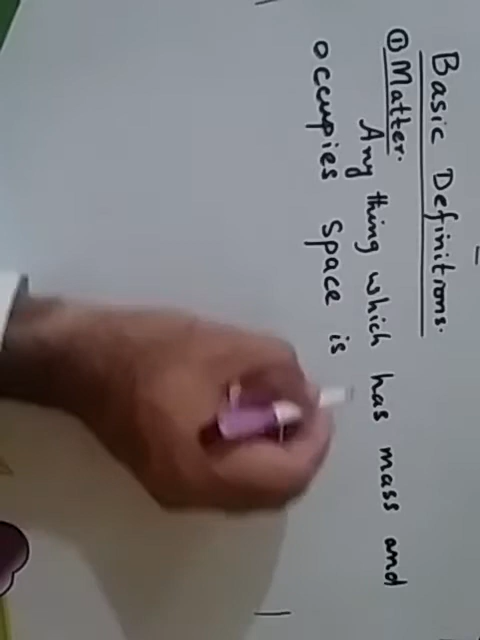 Basic Definitions.
① Matter.
Any thing which has mass and
occupies space is